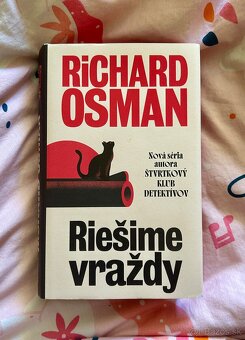 RiCHARD
OSMAN
Nová séria
autora
ŠTVRTKOVÝ
KLUB
DETEKTÍVOV
Riešime
vraždy